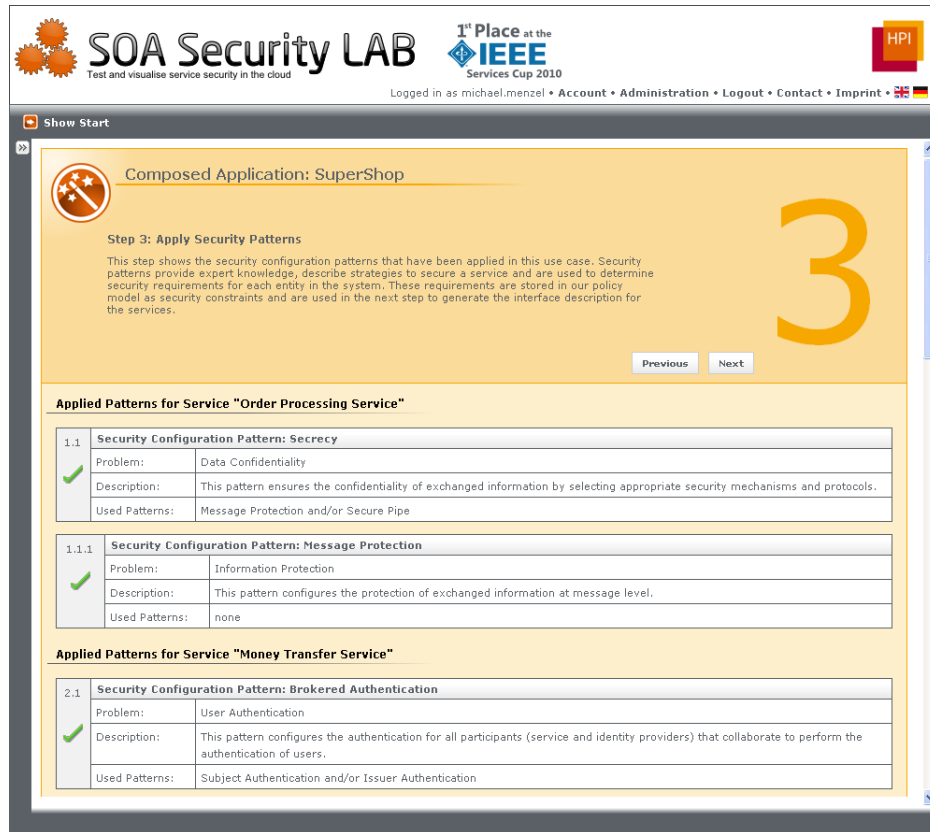 SOA Security LAB
Test and visualise service security in the cloud
1st Place at the
IEEE
Services Cup 2010
HPI
Logged in as michael.menzel • Account • Administration • Logout • Contact • Imprint •
Show Start
Composed Application: SuperShop
3
Step 3: Apply Security Patterns
This step shows the security configuration patterns that have been applied in this use case. Security
patterns provide expert knowledge, describe strategies to secure a service and are used to determine
security requirements for each entity in the system. These requirements are stored in our policy
model as security constraints and are used in the next step to generate the interface description for
the services.
Previous Next
Applied Patterns for Service "Order Processing Service"
1.1 Security Configuration Pattern: Secrecy
Problem: Data Confidentiality
Description: This pattern ensures the confidentiality of exchanged information by selecting appropriate security mechanisms and protocols.
Used Patterns: Message Protection and/or Secure Pipe
1.1.1 Security Configuration Pattern: Message Protection
Problem: Information Protection
Description: This pattern configures the protection of exchanged information at message level.
Used Patterns: none
Applied Patterns for Service "Money Transfer Service"
2.1 Security Configuration Pattern: Brokered Authentication
Problem: User Authentication
Description: This pattern configures the authentication for all participants (service and identity providers) that collaborate to perform the
authentication of users.
Used Patterns: Subject Authentication and/or Issuer Authentication